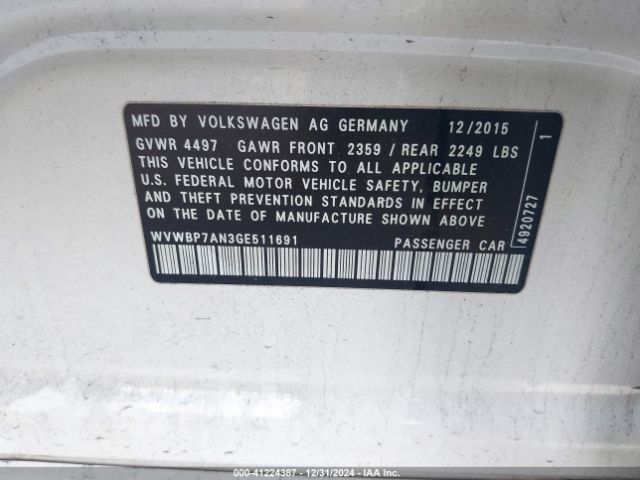 MFD BY VOLKSWAGEN AG GERMANY 12/2015
GVWR 4497 GAWR FRONT 2359 / REAR 2249 LBS
THIS VEHICLE CONFORMS TO ALL APPLICABLE
U.S. FEDERAL MOTOR VEHICLE SAFETY, BUMPER
AND THEFT PREVENTION STANDARDS IN EFFECT
ON THE DATE OF MANUFACTURE SHOWN ABOVE
WVWBP7AN3GE511691 PASSENGER CAR
4920727 1
000-41224387 - 12/31/2024 - IAA Inc.